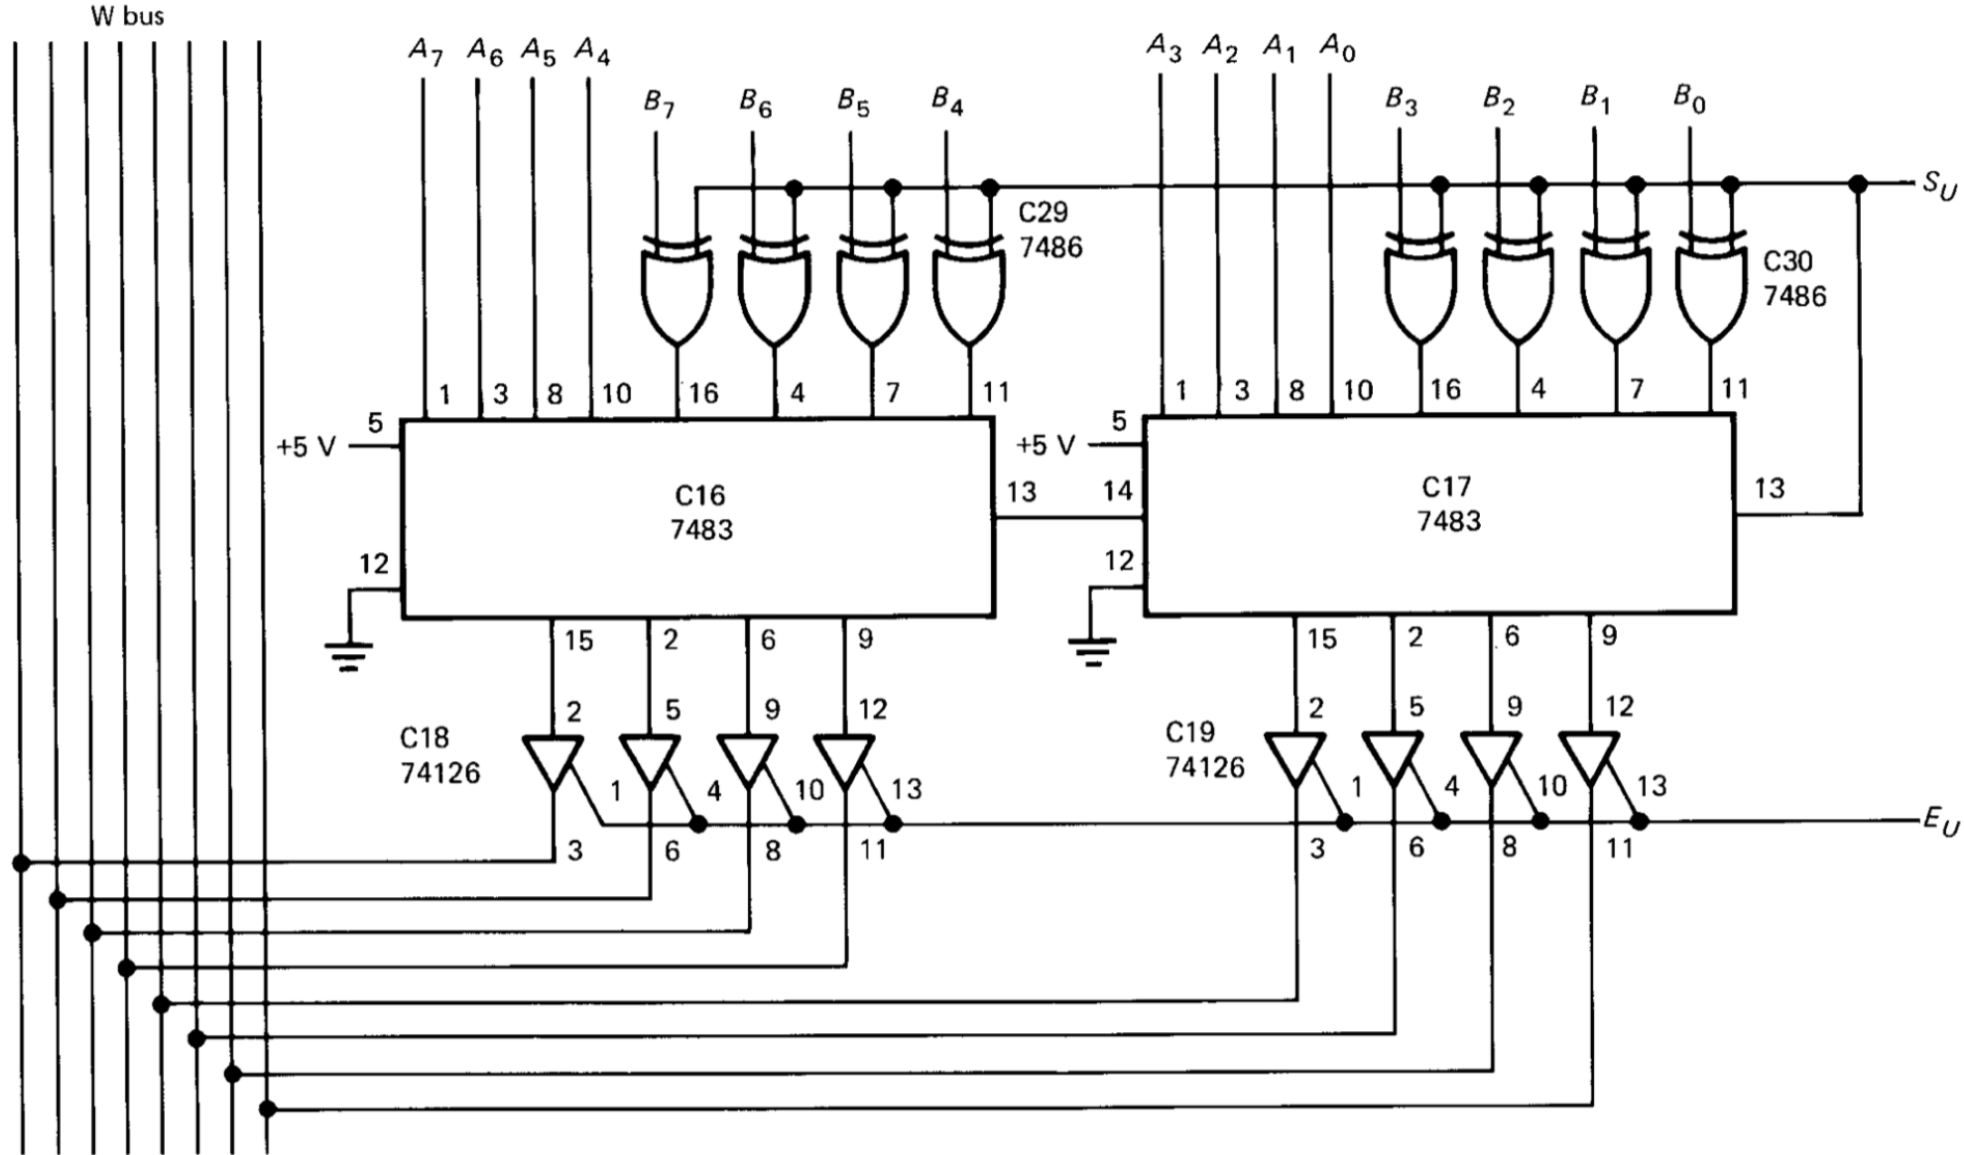 W bus
A7 A6 A5 A4 A3 A2 A1 A0
B7 B6 B5 B4 B3 B2 B1 B0
SU
C29
7486
C30
7486
1 3 8 10 16 4 7 11 1 3 8 10 16 4 7 11
5 5
+5 V +5 V
C16
7483
13 14
C17
7483
13
12 12
15 2 6 9 15 2 6 9
2 5 9 12 2 5 9 12
C18
74126
C19
74126
1 4 10 13 1 4 10 13
EU
3 6 8 11 3 6 8 11